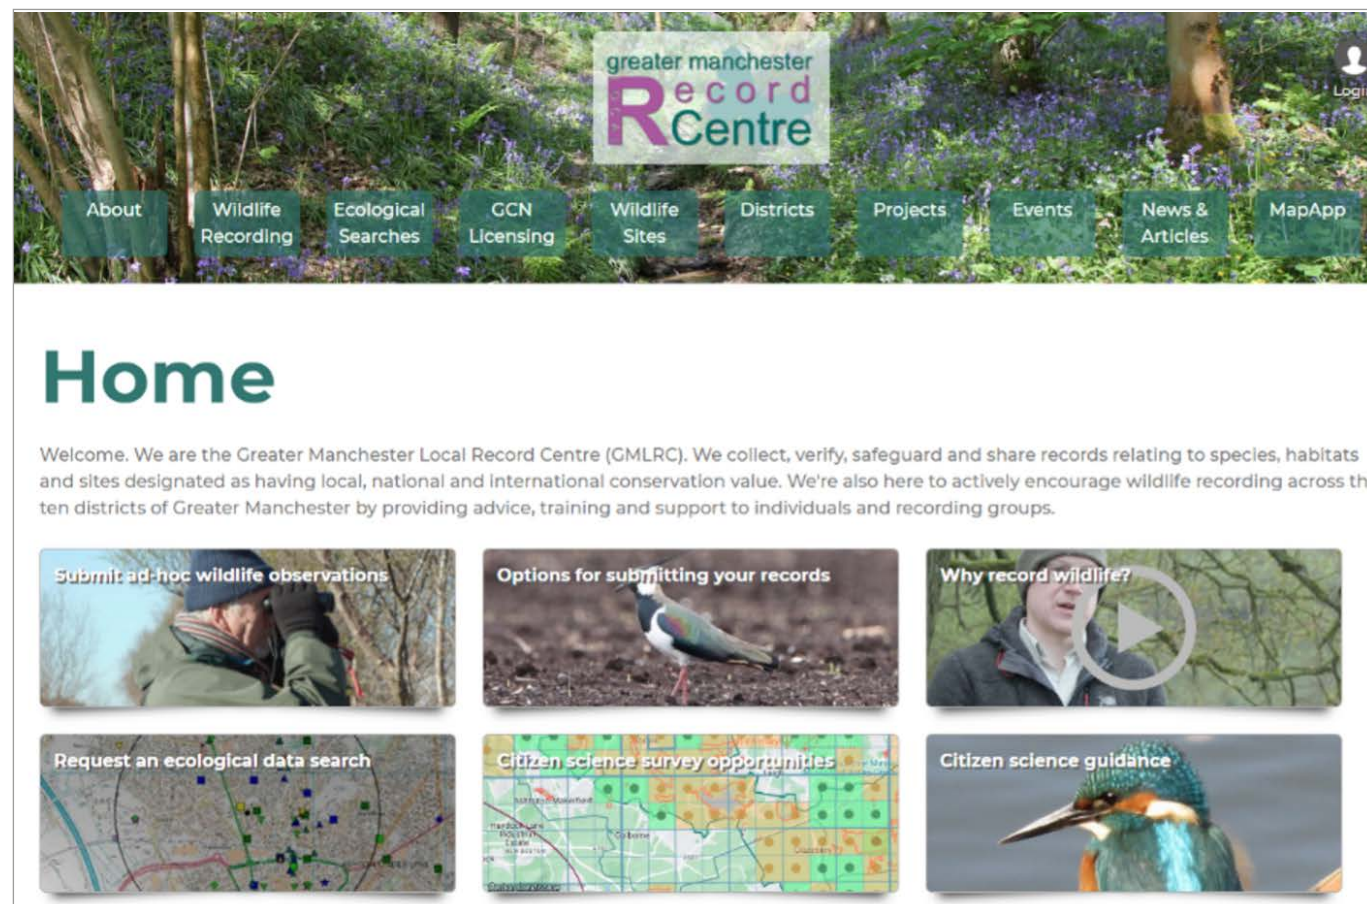 greater manchester
Record
Centre
Login
About
Wildlife
Recording
Ecological
Searches
GCN
Licensing
Wildlife
Sites
Districts
Projects
Events
News &
Articles
MapApp
Home
Welcome. We are the Greater Manchester Local Record Centre (GMLRC). We collect, verify, safeguard and share records relating to species, habitats
and sites designated as having local, national and international conservation value. We're also here to actively encourage wildlife recording across th
ten districts of Greater Manchester by providing advice, training and support to individuals and recording groups.
Submit ad-hoc wildlife observations
Options for submitting your records
Why record wildlife?
Request an ecological data search
Citizen science survey opportunities
Citizen science guidance